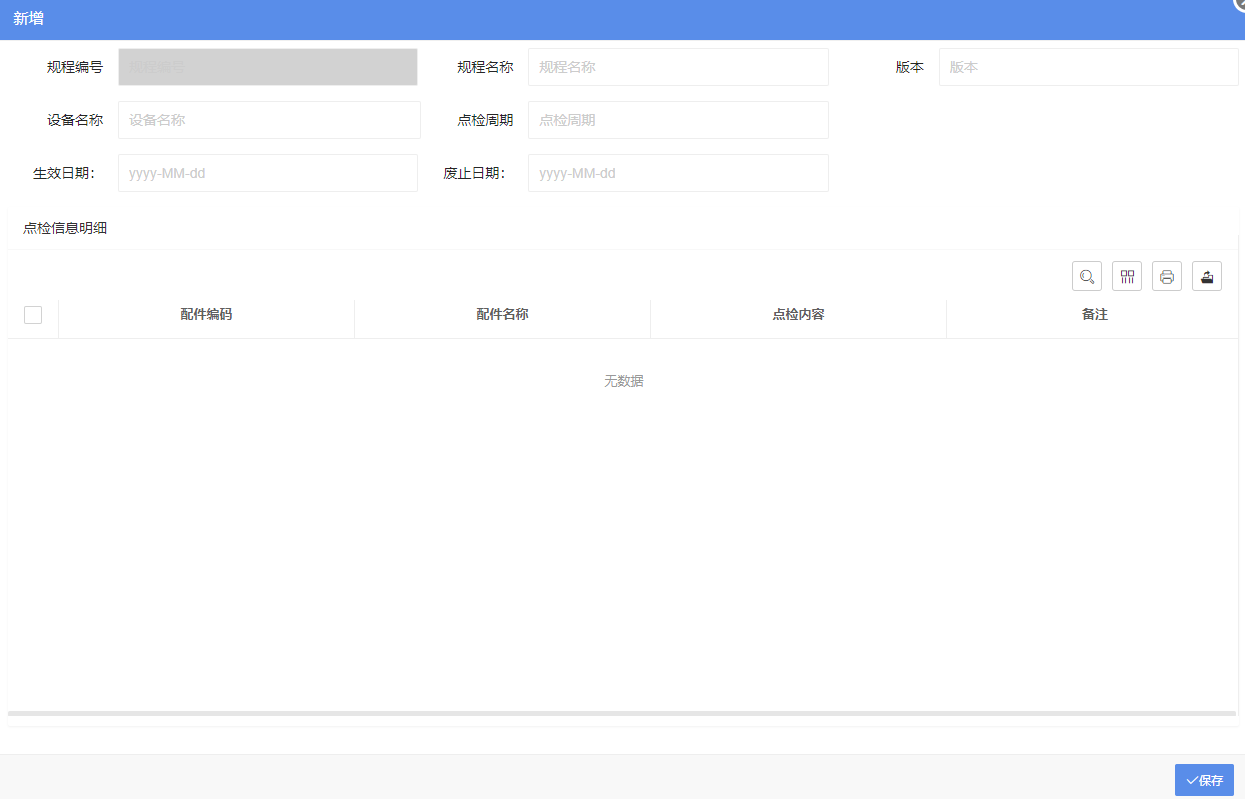 新增
规程编号 规程编号 规程名称 规程名称 版本 版本
设备名称 设备名称 点检周期 点检周期
生效日期： yyyy-MM-dd 废止日期： yyyy-MM-dd
点检信息明细
配件编码 配件名称 点检内容 备注
无数据
保存